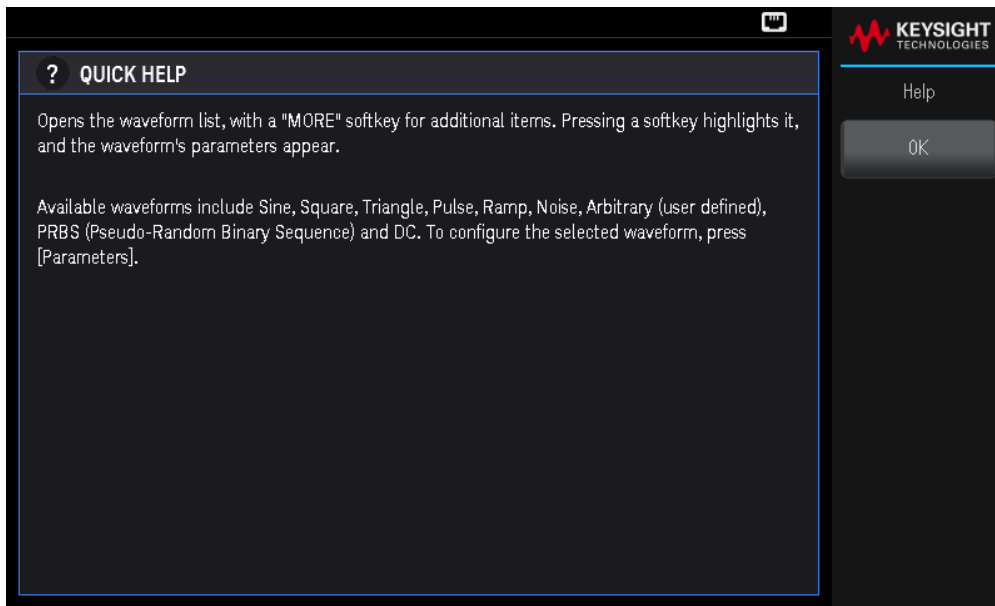 KEYSIGHT
TECHNOLOGIES
? QUICK HELP
Help
Opens the waveform list, with a "MORE" softkey for additional items. Pressing a softkey highlights it,
and the waveform's parameters appear.
OK
Available waveforms include Sine, Square, Triangle, Pulse, Ramp, Noise, Arbitrary (user defined),
PRBS (Pseudo-Random Binary Sequence) and DC. To configure the selected waveform, press
[Parameters].